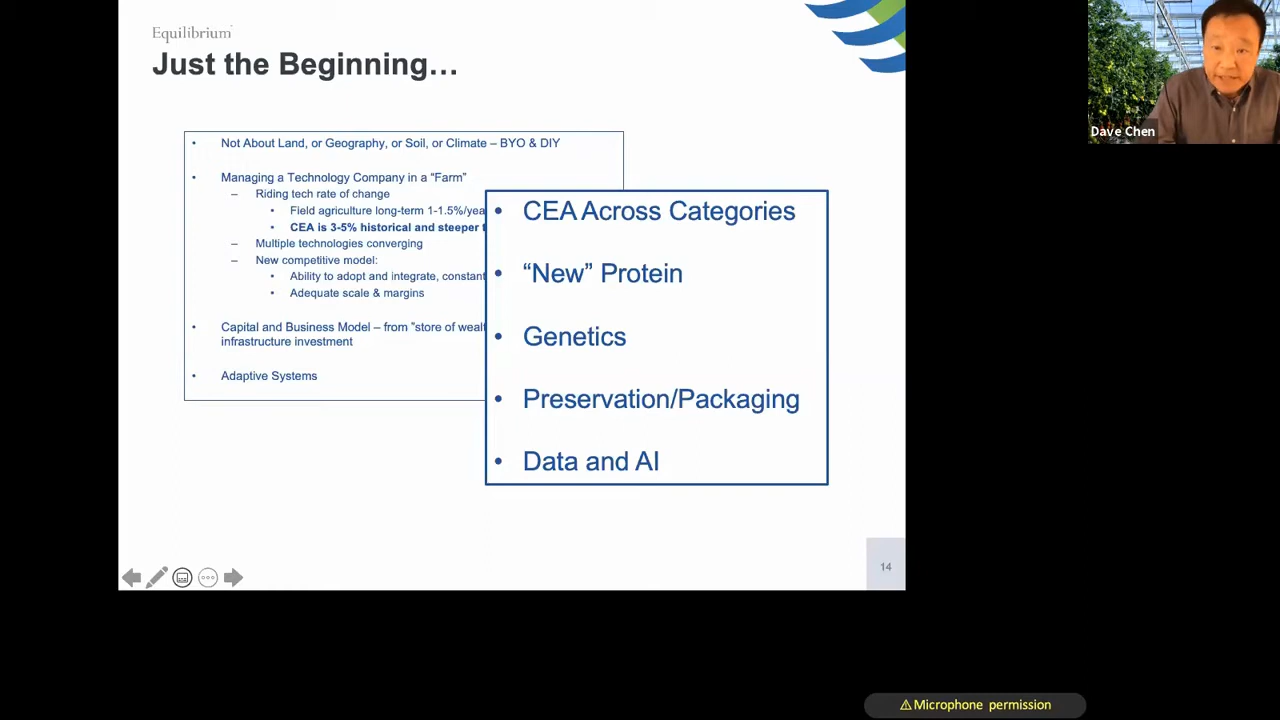 Equilibrium
Just the Beginning…
• Not About Land, or Geography, or Soil, or Climate – BYO & DIY
• Managing a Technology Company in a “Farm”
– Riding tech rate of change
• Field agriculture long-term 1-1.5%/yea
• CEA is 3-5% historical and steeper t
– Multiple technologies converging
– New competitive model:
• Ability to adopt and integrate, constant
• Adequate scale & margins
• Capital and Business Model – from "store of wealt
infrastructure investment
• Adaptive Systems
• CEA Across Categories
• “New” Protein
• Genetics
• Preservation/Packaging
• Data and AI
14
Dave Chen
⚠Microphone permission